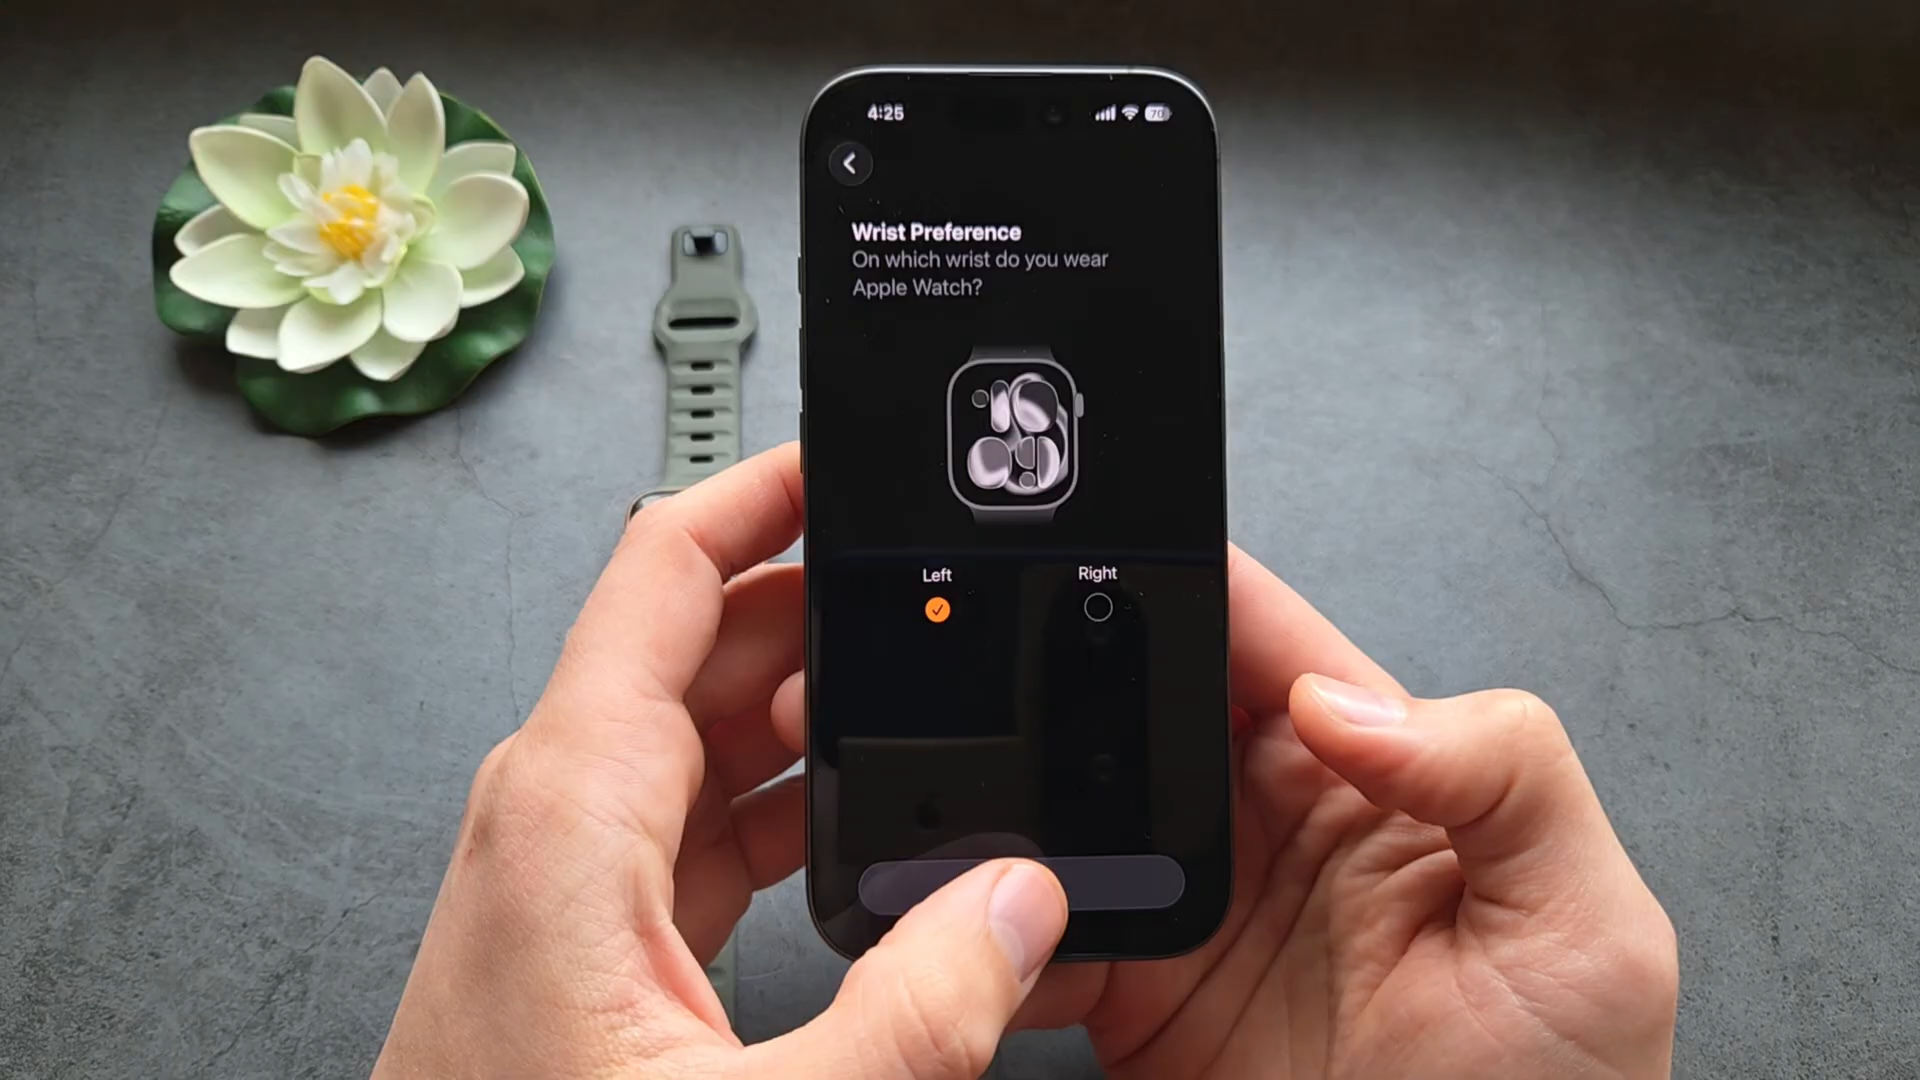 4:25
70
Wrist Preference
On which wrist do you wear
Apple Watch?
Left
Right